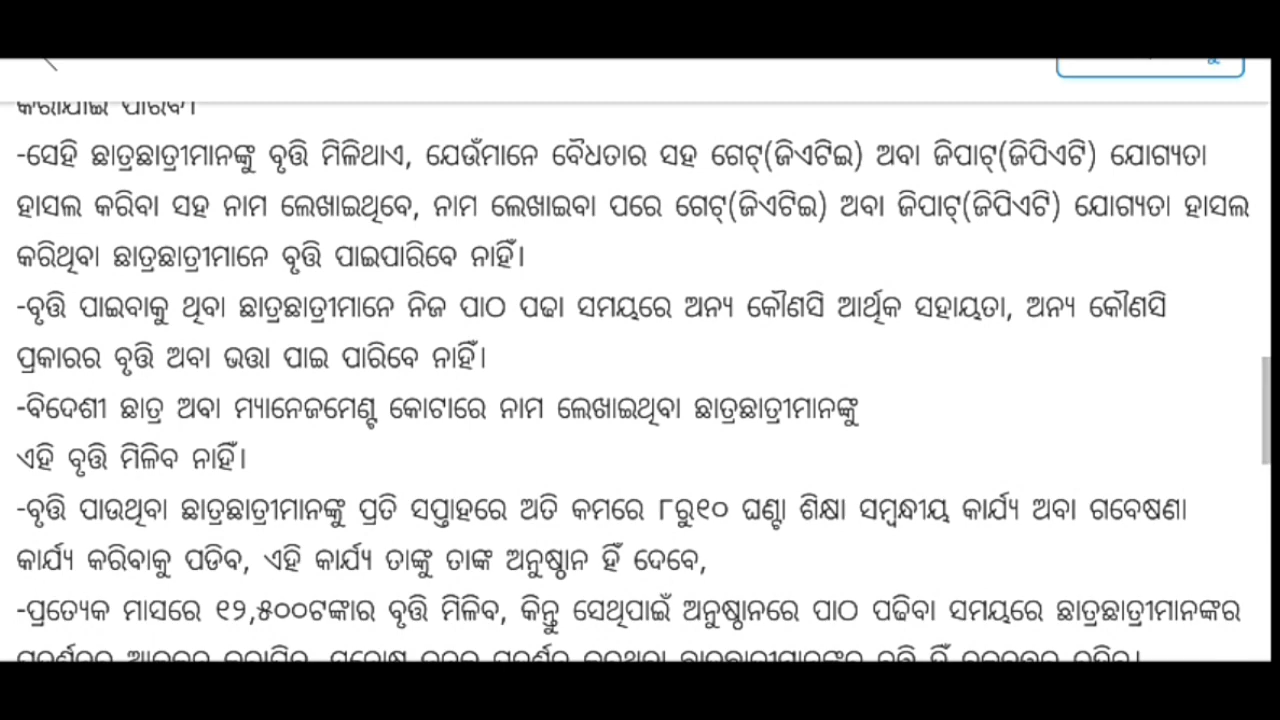 -ସେହି ଛାତ୍ରଛାତ୍ରୀମାନଙ୍କୁ ବୃତ୍ତି ମିଳିଥାଏ, ଯେଉଁମାନେ ବୈଧତାର ସହ ଗେଟ୍(ଜିଏଟିଇ) ଅବା ଜିପାଟ୍(ଜିପିଏଟି) ଯୋଗ୍ୟତା
ହାସଲ କରିବା ସହ ନାମ ଲେଖାଇଥିବେ, ନାମ ଲେଖାଇବା ପରେ ଗେଟ୍(ଜିଏଟିଇ) ଅବା ଜିପାଟ୍(ଜିପିଏଟି) ଯୋଗ୍ୟତା ହାସଲ
କରିଥିବା ଛାତ୍ରଛାତ୍ରୀମାନେ ବୃତ୍ତି ପାଇପାରିବେ ନାହିଁ।
-ବୃତ୍ତି ପାଇବାକୁ ଥିବା ଛାତ୍ରଛାତ୍ରୀମାନେ ନିଜ ପାଠ ପଢା ସମୟରେ ଅନ୍ୟ କୌଣସି ଆର୍ଥିକ ସହାୟତା, ଅନ୍ୟ କୌଣସି
ପ୍ରକାରର ବୃତ୍ତି ଅବା ଭତ୍ତା ପାଇ ପାରିବେ ନାହିଁ।
-ବିଦେଶୀ ଛାତ୍ର ଅବା ମ୍ୟାନେଜମେଣ୍ଟ କୋଟାରେ ନାମ ଲେଖାଇଥିବା ଛାତ୍ରଛାତ୍ରୀମାନଙ୍କୁ
ଏହି ବୃତ୍ତି ମିଳିବ ନାହିଁ।
-ବୃତ୍ତି ପାଉଥିବା ଛାତ୍ରଛାତ୍ରୀମାନଙ୍କୁ ପ୍ରତି ସପ୍ତାହରେ ଅତି କମରେ ୮ରୁ୧୦ ଘଣ୍ଟା ଶିକ୍ଷା ସମ୍ବନ୍ଧୀୟ କାର୍ଯ୍ୟ ଅବା ଗବେଷଣା
କାର୍ଯ୍ୟ କରିବାକୁ ପଡିବ, ଏହି କାର୍ଯ୍ୟ ତାଙ୍କୁ ତାଙ୍କ ଅନୁଷ୍ଠାନ ହିଁ ଦେବେ,
-ପ୍ରତ୍ୟେକ ମାସରେ ୧୨,୫୦୦ଟଙ୍କାର ବୃତ୍ତି ମିଳିବ, କିନ୍ତୁ ସେଥିପାଇଁ ଅନୁଷ୍ଠାନରେ ପାଠ ପଢିବା ସମୟରେ ଛାତ୍ରଛାତ୍ରୀମାନଙ୍କର